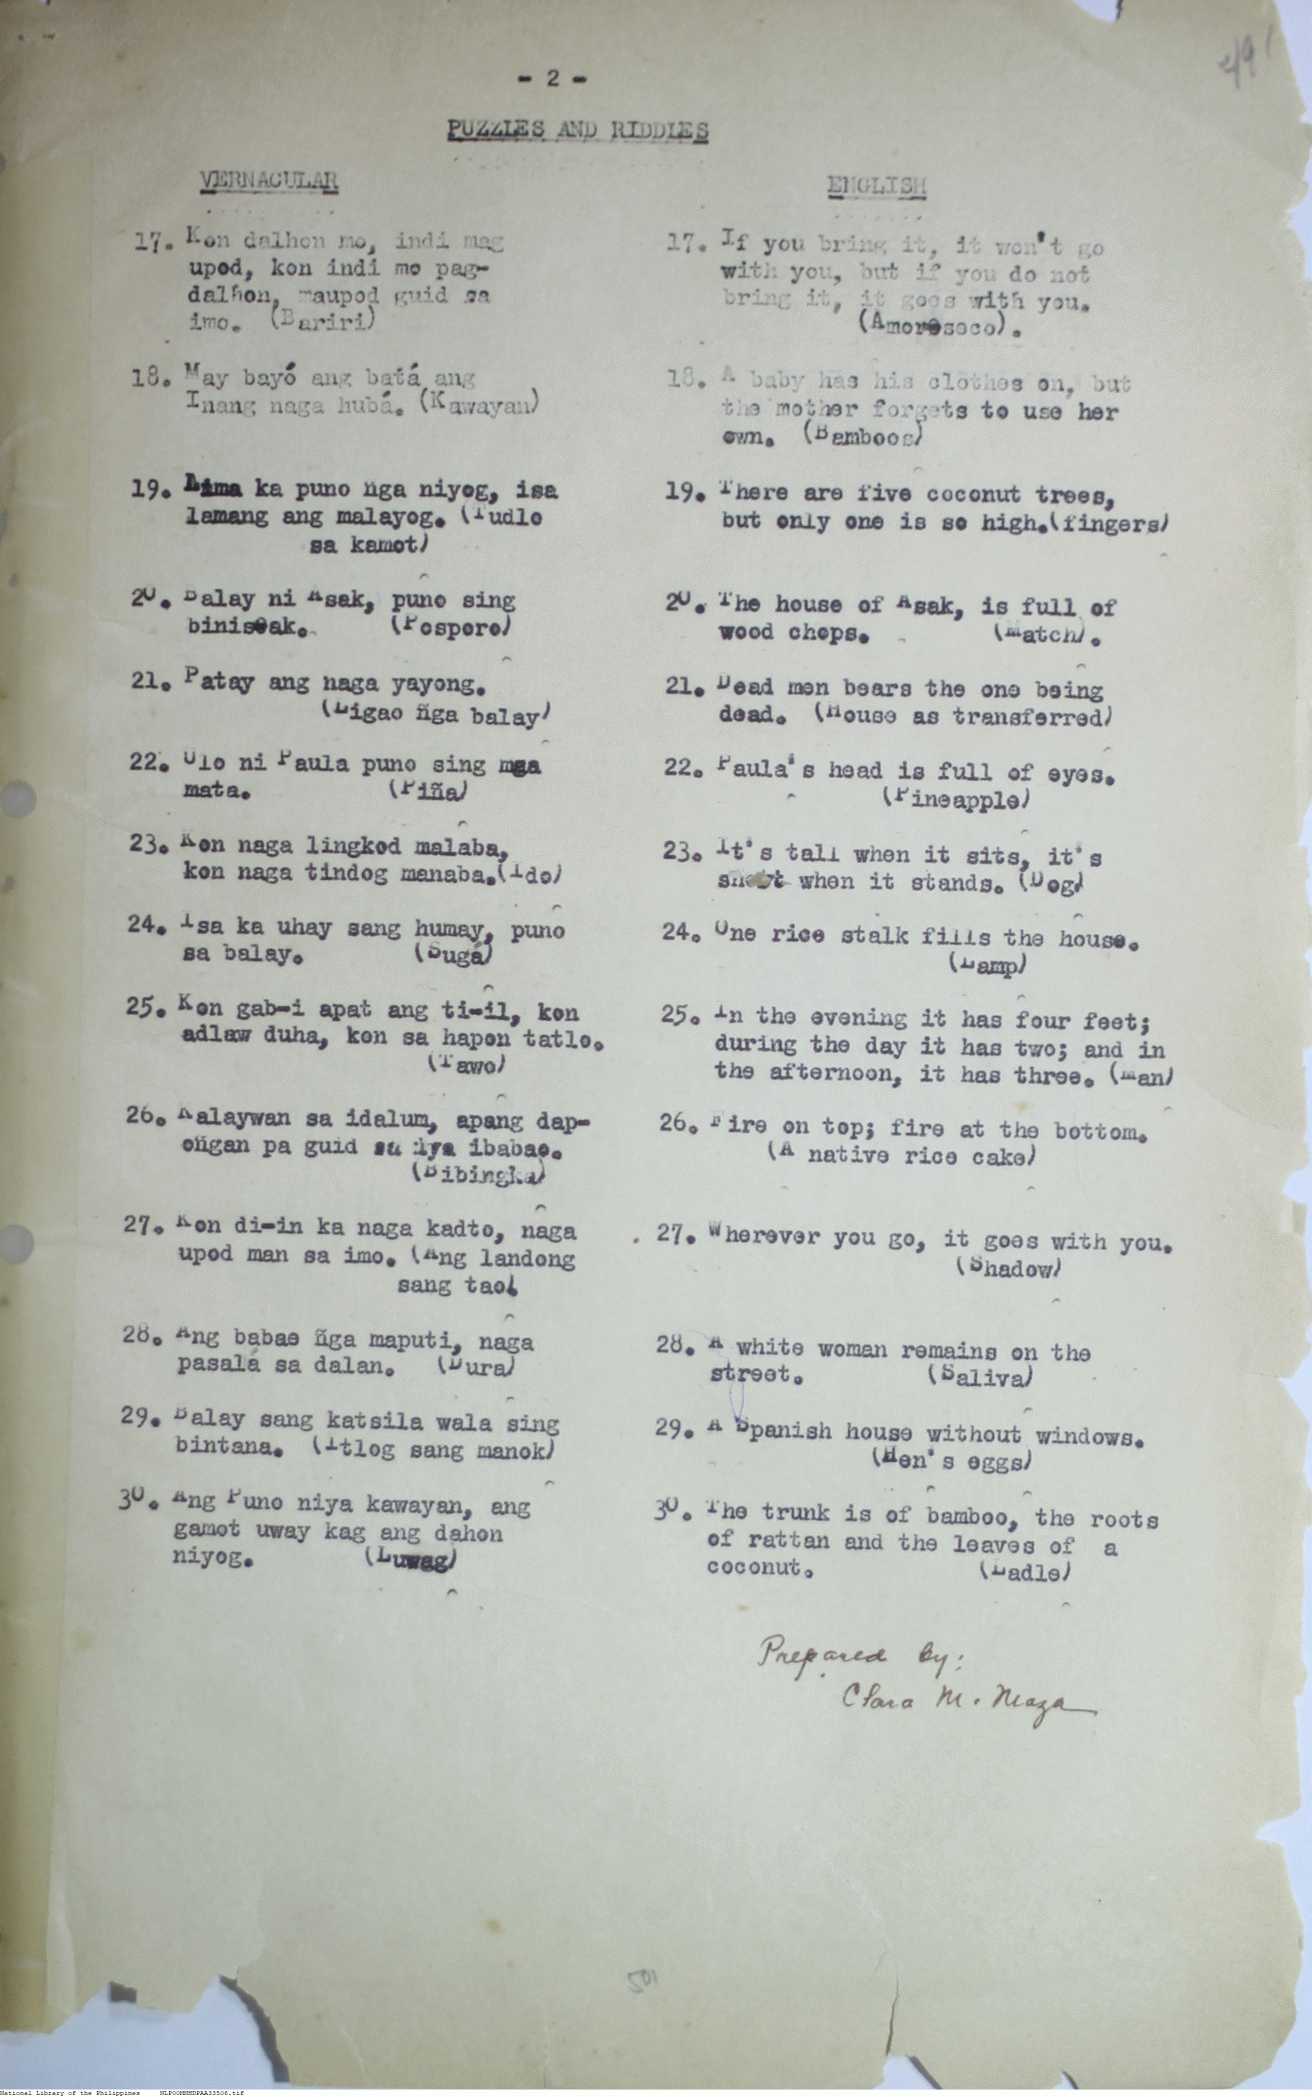 - 2 -
PUZZLES AND RIDDLES
VERNACULAR
17. Kon dalhon mo, indi mag
upod, kon indi mo pag-
dalhon, maupod guid sa
imo. (Bariri)
18. May bayó ang batá ang
Inang naga hubá. (Kawayan)
19. Lima ka puno n̄ga niyog, isa
lamang ang malayog. (Tudlo
sa kamot)
20. Balay ni Asak, puno sing
biniseak. (Posporo)
21. Patay ang naga yayong.
(Ligao n̄ga balay)
22. Ulo ni Paula puno sing mga
mata. (Piña)
23. Kon naga lingkod malaba,
kon naga tindog manaba.(Ido)
24. Isa ka uhay sang humay, puno
sa balay. (Sugá)
25. Kon gab-i apat ang ti-il, kon
adlaw duha, kon sa hapon tatlo.
(Tawo)
26. Kalaywan sa idalum, apang dap-
on̄gan pa guid sa iya ibabao.
(Bibingka)
27. Kon di-in ka naga kadto, naga
upod man sa imo. (Ang landong
sang tao)
28. Ang babae n̄ga maputi, naga
pasalá sa dalan. (Dura)
29. Balay sang katsila wala sing
bintana. (Itlog sang manok)
30. Ang Puno niya kawayan, ang
gamot uway kag ang dahon
niyog. (Luwag)
ENGLISH
17. If you bring it, it won't go
with you, but if you do not
bring it, it goes with you.
(Amoresoco).
18. A baby has his clothes on, but
the mother forgets to use her
own. (Bamboos)
19. There are five coconut trees,
but only one is so high.(fingers)
20. The house of Asak, is full of
wood chops. (Match).
21. Dead men bears the one being
dead. (House as transferred)
22. Paula's head is full of eyes.
(Pineapple)
23. It's tall when it sits, it's
short when it stands. (Dog)
24. One rice stalk fills the house.
(Lamp)
25. In the evening it has four feet;
during the day it has two; and in
the afternoon, it has three. (Man)
26. Fire on top; fire at the bottom.
(A native rice cake)
27. Wherever you go, it goes with you.
(Shadow)
28. A white woman remains on the
street. (Saliva)
29. A Spanish house without windows.
(Hen's eggs)
30. The trunk is of bamboo, the roots
of rattan and the leaves of a
coconut. (Ladle)
Prepared by:
Clara M. Maza
National Library of the Philippines